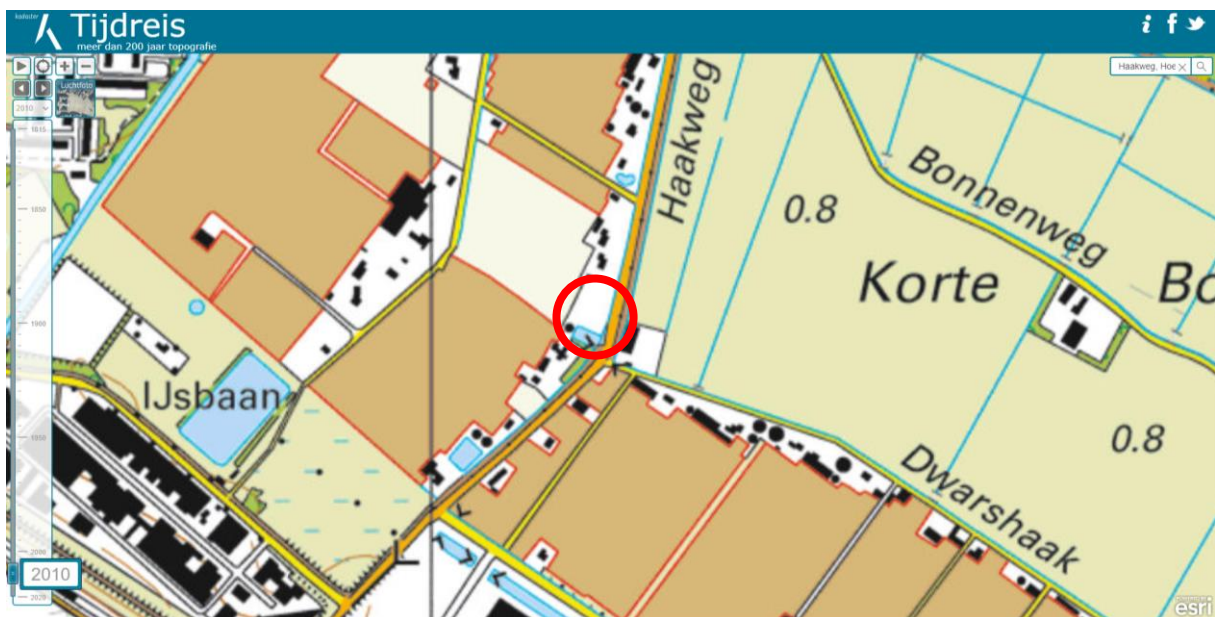 kadaster
Tijdreis
meer dan 200 jaar topografie
Luchtfoto
2010
Haakweg, Hoe
1815
1850
1900
1950
2000
2010
2020
Haakweg
0.8
Bonnenweg
Korte
Bo
IJsbaan
0.8
Dwarshaak
esri